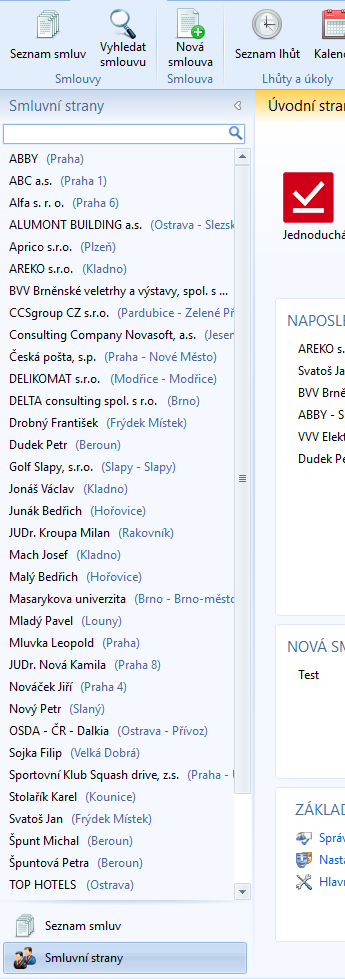 Seznam smluv
Vyhledat smlouvu
Nová smlouva
Seznam lhůt
Smlouvy
Smlouva
Lhůty a úkoly
Smluvní strany
ABBY (Praha)
ABC a.s. (Praha 1)
Alfa s. r. o. (Praha 6)
ALUMONT BUILDING a.s. (Ostrava - Slezsk
Aprico s.r.o. (Plzeň)
AREKO s.r.o. (Kladno)
BVV Brněnské veletrhy a výstavy, spol. s ...
CCSgroup CZ s.r.o. (Pardubice - Zelené Př
Consulting Company Novasoft, a.s. (Jesen
Česká pošta, s.p. (Praha - Nové Město)
DELIKOMAT s.r.o. (Modřice - Modřice)
DELTA consulting spol. s r.o. (Brno)
Drobný František (Frýdek Místek)
Dudek Petr (Beroun)
Golf Slapy, s.r.o. (Slapy - Slapy)
Jonáš Václav (Kladno)
Junák Bedřich (Hořovice)
JUDr. Kroupa Milan (Rakovník)
Mach Josef (Kladno)
Malý Bedřich (Hořovice)
Masarykova univerzita (Brno - Brno-město
Mladý Pavel (Louny)
Mluvka Leopold (Praha)
JUDr. Nová Kamila (Praha 8)
Nováček Jiří (Praha 4)
Nový Petr (Slaný)
OSDA - ČR - Dalkia (Ostrava - Přívoz)
Sojka Filip (Velká Dobrá)
Sportovní Klub Squash drive, z.s. (Praha -
Stolařík Karel (Kounice)
Svatoš Jan (Frýdek Místek)
Špunt Michal (Beroun)
Špuntová Petra (Beroun)
TOP HOTELS (Ostrava)
Seznam smluv
Smluvní strany
Úvodní stra
Jednoduchá
NAPOSLE
AREKO s.
Svatoš Ja
BVV Brně
ABBY - S
VVV Elekt
Dudek Pe
NOVÁ SM
Test
ZÁKLAD
Správ
Nasta
Hlavn